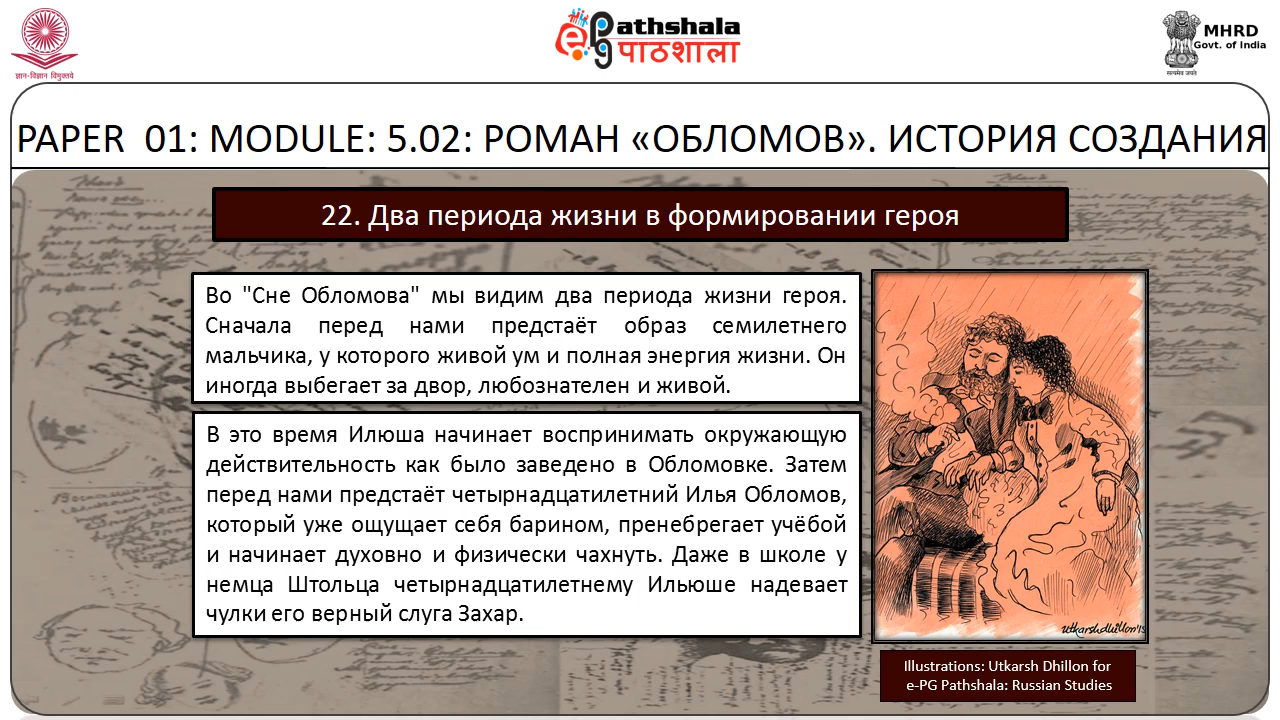 ज्ञान-विज्ञान विमुक्तये
ePG Pathshala
पाठशाला
MHRD
Govt. of India
सत्यमेव जयते
PAPER 01: MODULE: 5.02: РОМАН «ОБЛОМОВ». ИСТОРИЯ СОЗДАНИЯ
22. Два периода жизни в формировании героя
Во "Сне Обломова" мы видим два периода жизни героя.
Сначала перед нами предстаёт образ семилетнего
мальчика, у которого живой ум и полная энергия жизни. Он
иногда выбегает за двор, любознателен и живой.
В это время Илюша начинает воспринимать окружающую
действительность как было заведено в Обломовке. Затем
перед нами предстаёт четырнадцатилетний Илья Обломов,
который уже ощущает себя барином, пренебрегает учёбой
и начинает духовно и физически чахнуть. Даже в школе у
немца Штольца четырнадцатилетнему Ильюше надевает
чулки его верный слуга Захар.
Utkarshdhillon'15
Illustrations: Utkarsh Dhillon for
e-PG Pathshala: Russian Studies